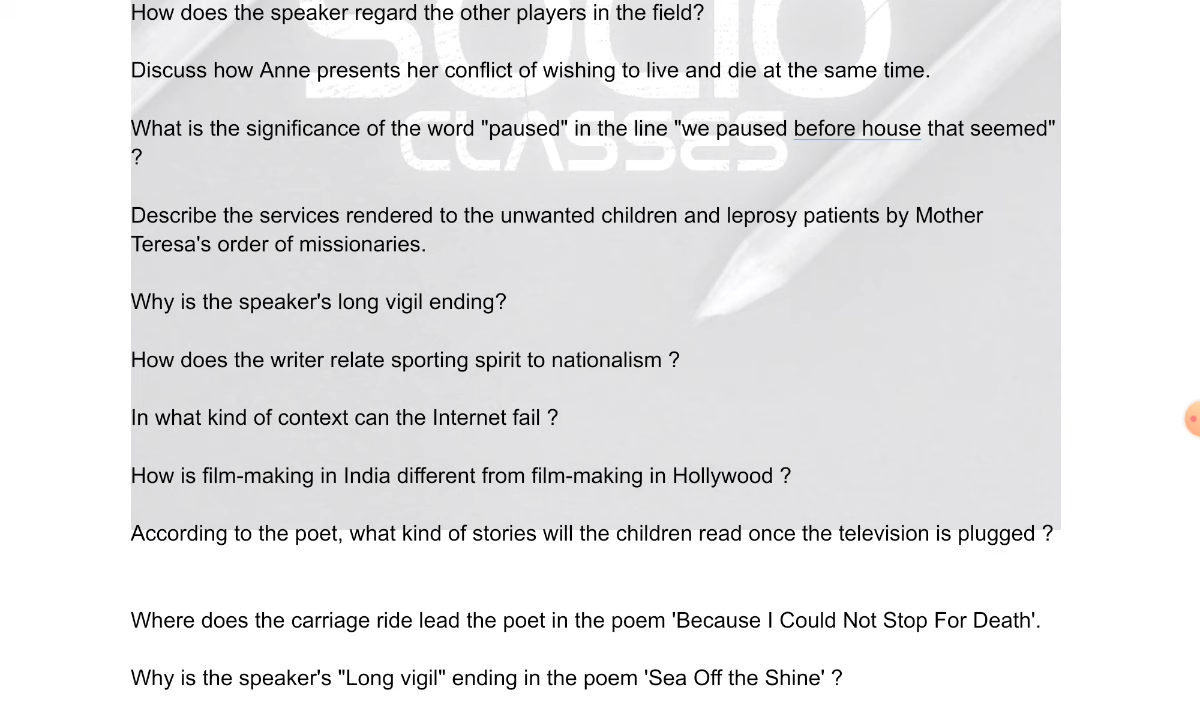 How does the speaker regard the other players in the field?
Discuss how Anne presents her conflict of wishing to live and die at the same time.
What is the significance of the word "paused" in the line "we paused before house that seemed"
?
Describe the services rendered to the unwanted children and leprosy patients by Mother
Teresa's order of missionaries.
Why is the speaker's long vigil ending?
How does the writer relate sporting spirit to nationalism ?
In what kind of context can the Internet fail ?
How is film-making in India different from film-making in Hollywood ?
According to the poet, what kind of stories will the children read once the television is plugged ?
Where does the carriage ride lead the poet in the poem 'Because I Could Not Stop For Death'.
Why is the speaker's "Long vigil" ending in the poem 'Sea Off the Shine' ?
SOCIO
CLASSES